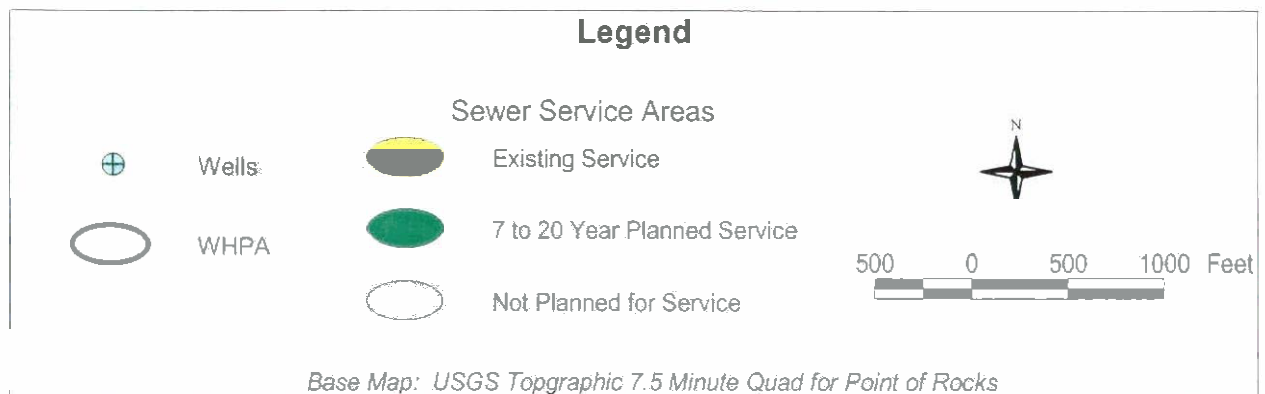 Legend
Sewer Service Areas
Wells
Existing Service
N
WHPA
7 to 20 Year Planned Service
500 0 500 1000 Feet
Not Planned for Service
Base Map: USGS Topgraphic 7.5 Minute Quad for Point of Rocks